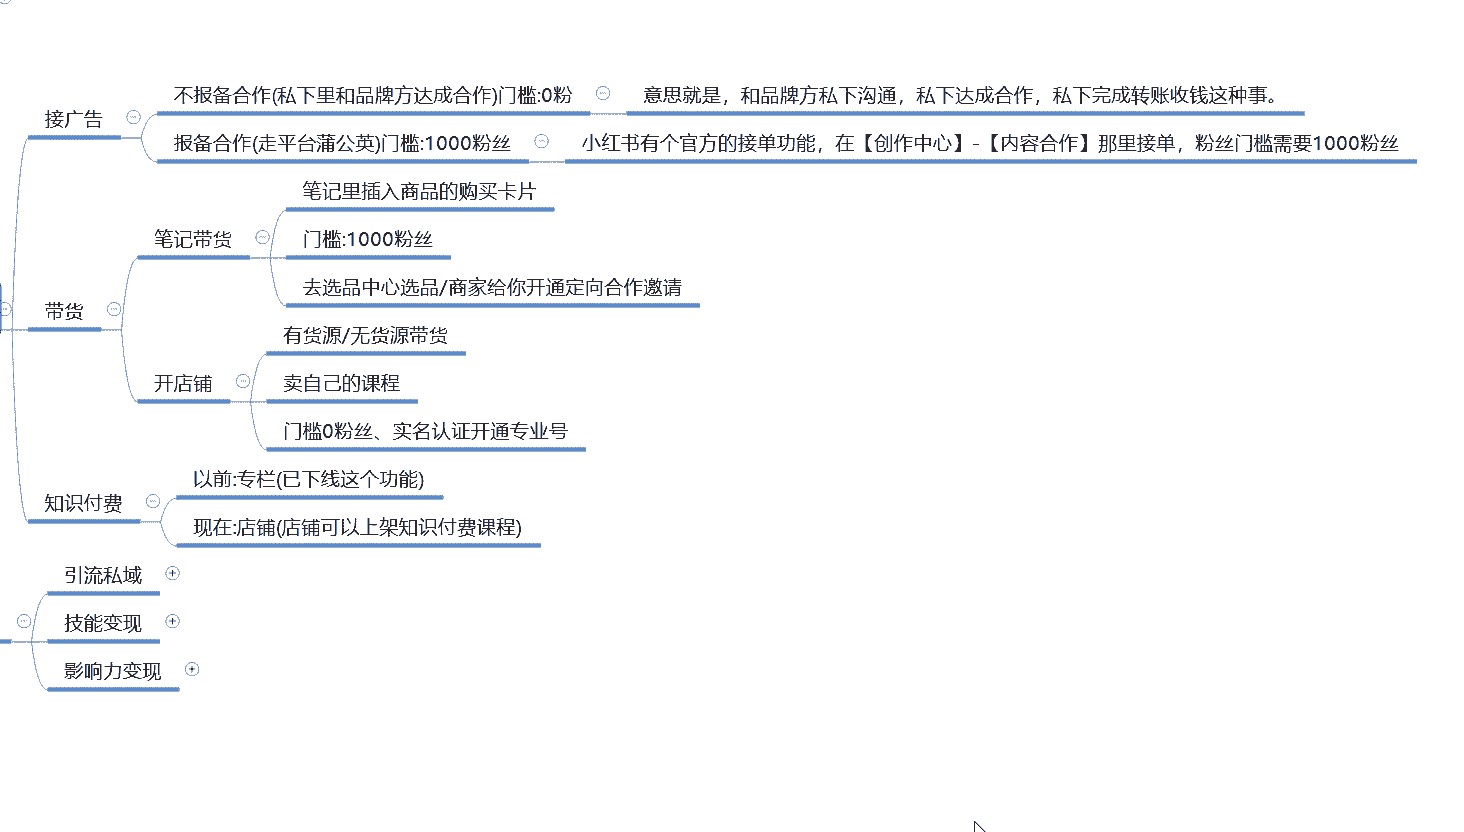 接广告
不报备合作(私下里和品牌方达成合作)门槛:0粉
意思就是，和品牌方私下沟通，私下达成合作，私下完成转账收钱这种事。
报备合作(走平台蒲公英)门槛:1000粉丝
小红书有个官方的接单功能，在【创作中心】-【内容合作】那里接单，粉丝门槛需要1000粉丝
带货
笔记带货
笔记里插入商品的购买卡片
门槛:1000粉丝
去选品中心选品/商家给你开通定向合作邀请
开店铺
有货源/无货源带货
卖自己的课程
门槛0粉丝、实名认证开通专业号
知识付费
以前:专栏(已下线这个功能)
现在:店铺(店铺可以上架知识付费课程)
引流私域
技能变现
影响力变现